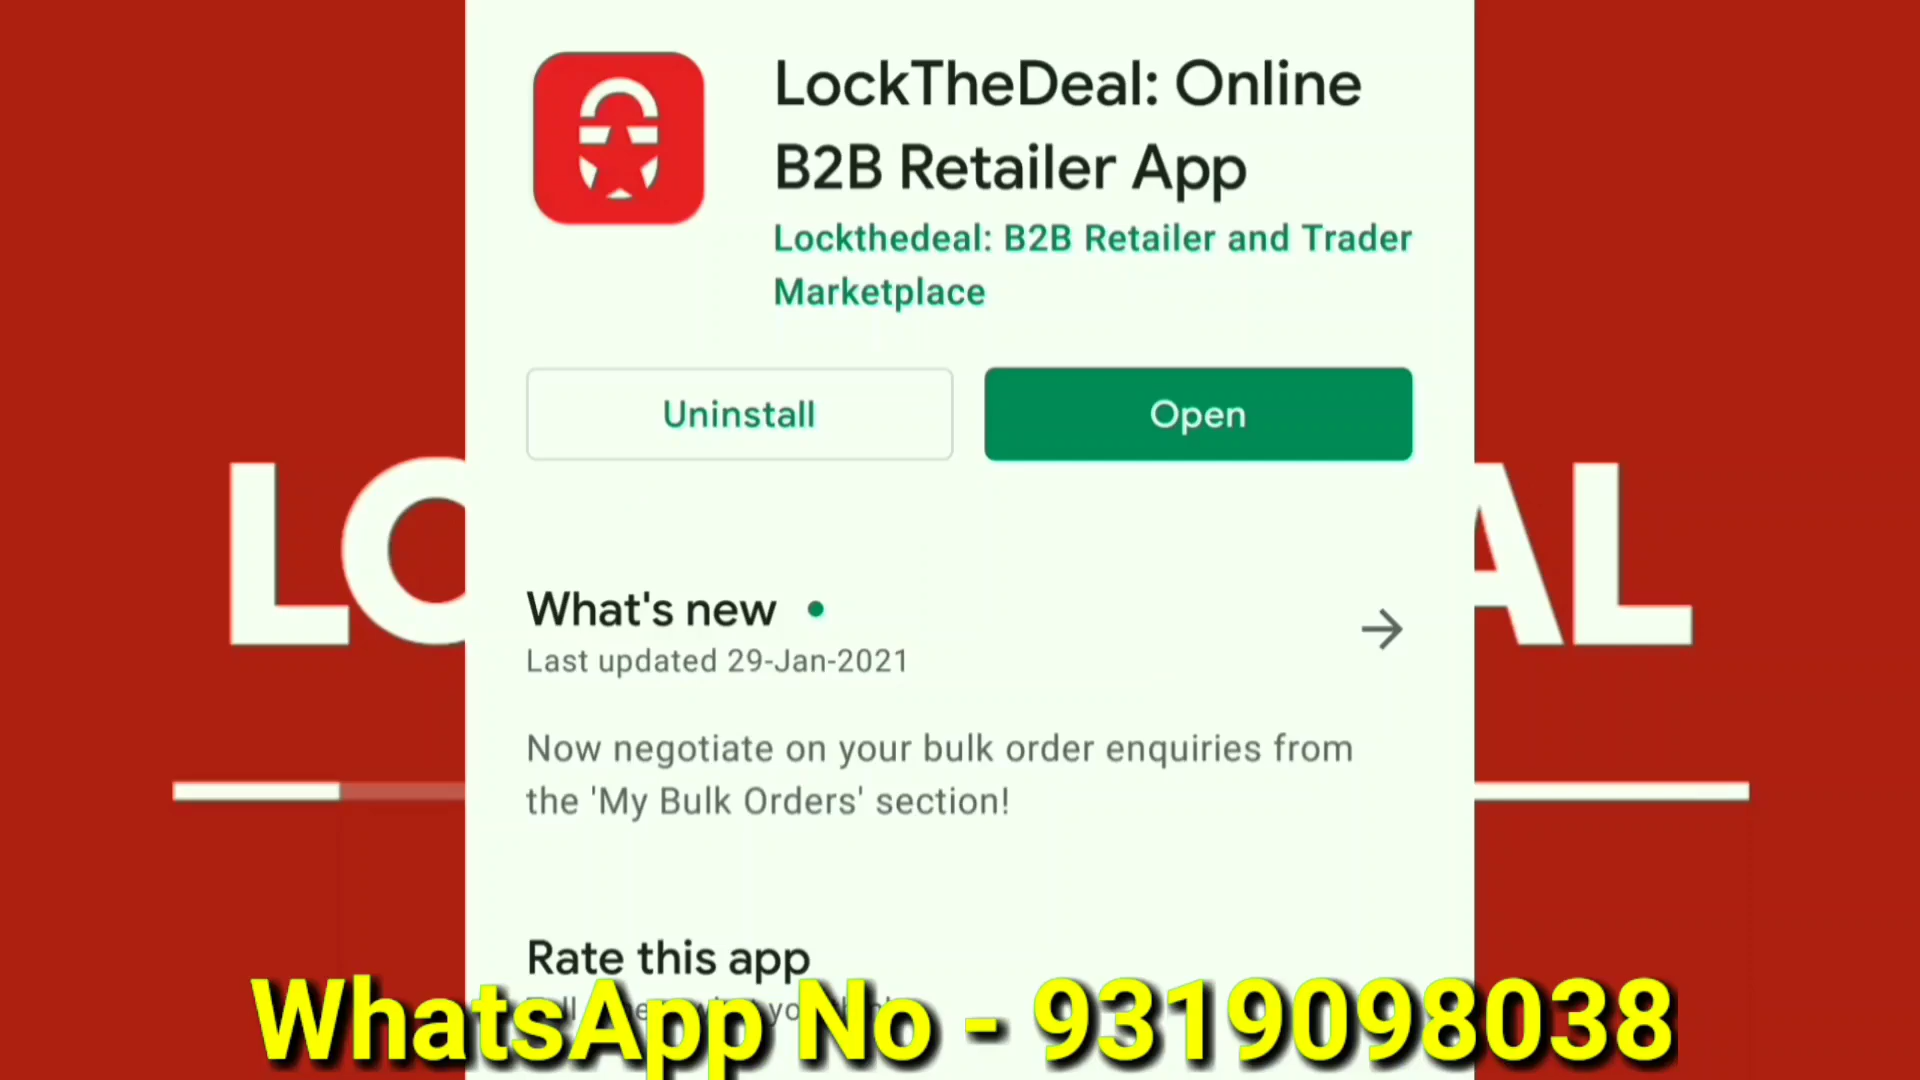 LockTheDeal: Online
B2B Retailer App
Lockthedeal: B2B Retailer and Trader
Marketplace
Uninstall
Open
LO
AL
What's new
Last updated 29-Jan-2021
Now negotiate on your bulk order enquiries from
the 'My Bulk Orders' section!
Rate this app
WhatsApp No - 9319098038